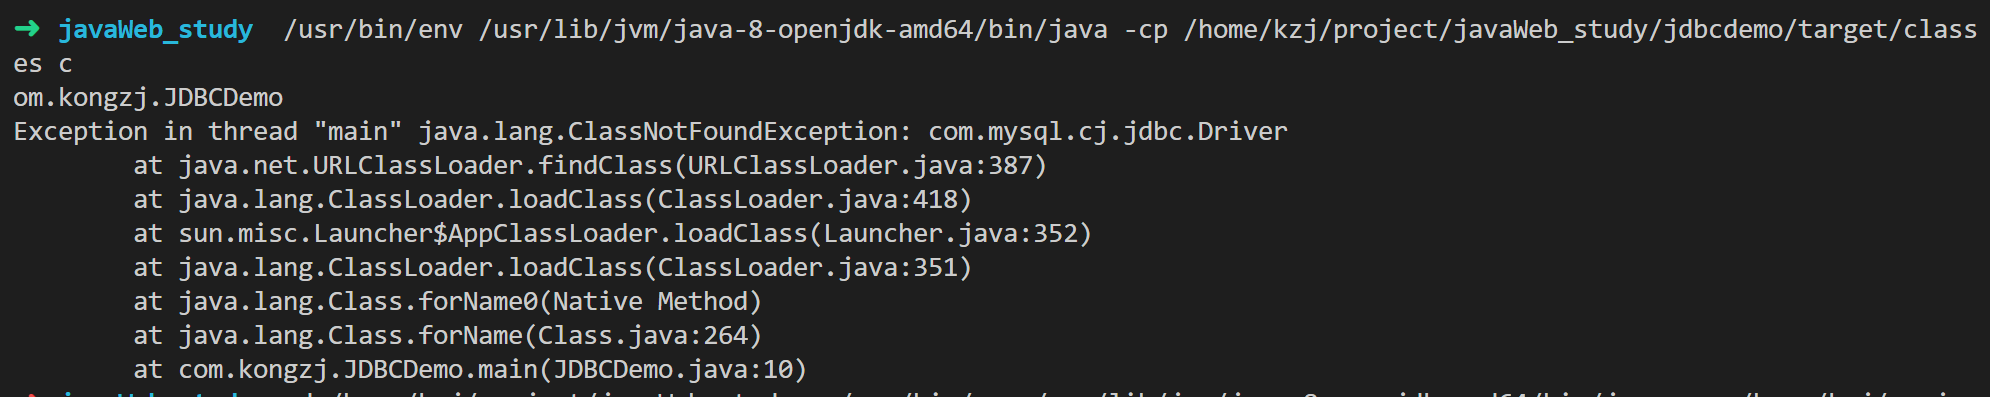 ➜ javaWeb_study /usr/bin/env /usr/lib/jvm/java-8-openjdk-amd64/bin/java -cp /home/kzj/project/javaWeb_study/jdbcdemo/target/class
es c
om.kongzj.JDBCDemo
Exception in thread "main" java.lang.ClassNotFoundException: com.mysql.cj.jdbc.Driver
        at java.net.URLClassLoader.findClass(URLClassLoader.java:387)
        at java.lang.ClassLoader.loadClass(ClassLoader.java:418)
        at sun.misc.Launcher$AppClassLoader.loadClass(Launcher.java:352)
        at java.lang.ClassLoader.loadClass(ClassLoader.java:351)
        at java.lang.Class.forName0(Native Method)
        at java.lang.Class.forName(Class.java:264)
        at com.kongzj.JDBCDemo.main(JDBCDemo.java:10)